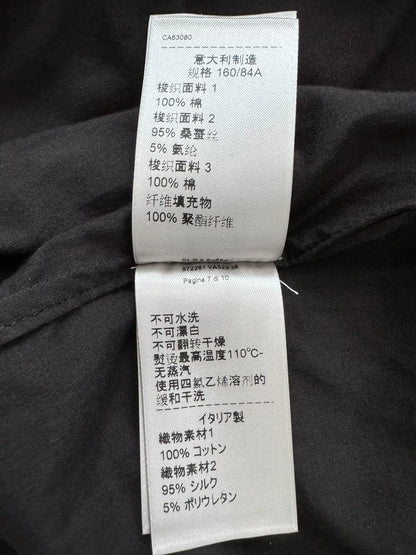 CA63080
意大利制造
规格 160/84A
梭织面料 1
100% 棉
梭织面料 2
95% 桑蚕丝
5% 氨纶
梭织面料 3
100% 棉
纤维填充物
100% 聚酯纤维
Pagina 7 di 10
不可水洗
不可漂白
不可翻转干燥
熨烫最高温度110℃-
无蒸汽
使用四氯乙烯溶剂的
缓和干洗
イタリア製
織物素材1
100% コットン
織物素材2
95% シルク
5% ポリウレタン